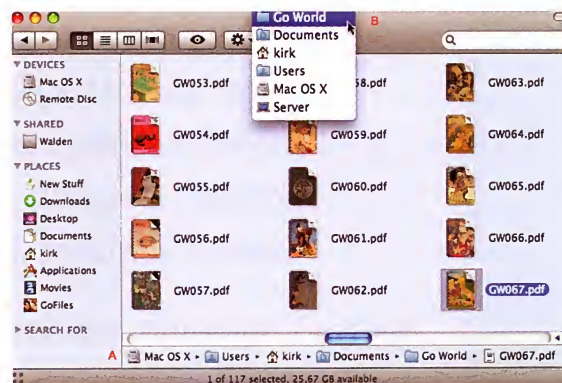 Go World
B
Documents
kirk
Users
Mac OS X
Server
DEVICES
Mac OS X
Remote Disc
SHARED
Walden
PLACES
New Stuff
Downloads
Desktop
Documents
kirk
Applications
Movies
GoFiles
SEARCH FOR
GW053.pdf
GW054.pdf
GW055.pdf
GW056.pdf
GW057.pdf
58.pdf
GW059.pdf
GW060.pdf
GW061.pdf
GW062.pdf
GW063.pdf
GW064.pdf
GW065.pdf
GW066.pdf
GW067.pdf
A
Mac OS X ▸ Users ▸ kirk ▸ Documents ▸ Go World ▸ GW067.pdf
1 of 117 selected, 25.67 GB available